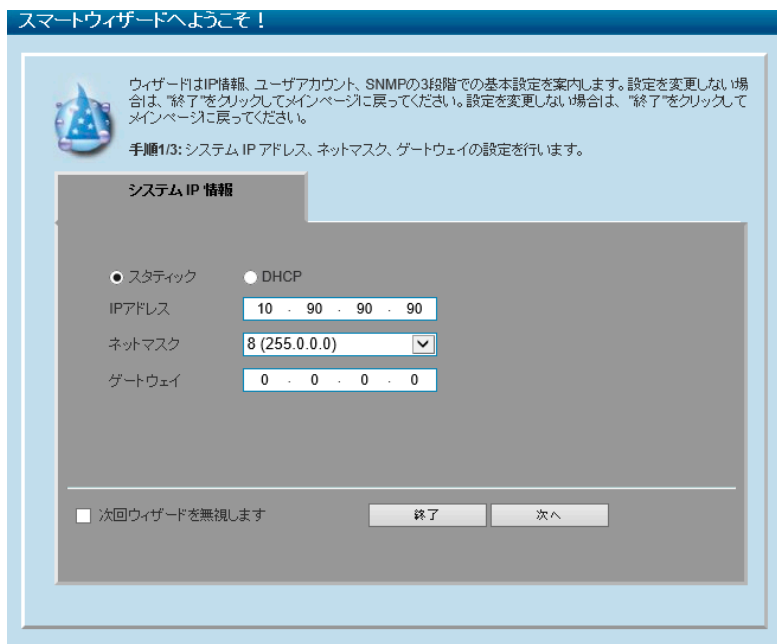 スマートウィザードへようこそ！
ウィザードはIP情報、ユーザアカウント、SNMPの3段階での基本設定を案内します。設定を変更しない場
合は、"終了"をクリックしてメインページに戻ってください。設定を変更しない場合は、"終了"をクリックして
メインページに戻ってください。
手順1/3: システム IP アドレス、ネットマスク、ゲートウェイの設定を行います。
システム IP 情報
スタティック DHCP
IPアドレス 10 . 90 . 90 . 90
ネットマスク 8 (255.0.0.0)
ゲートウェイ 0 . 0 . 0 . 0
次回ウィザードを無視します 終了 次へ